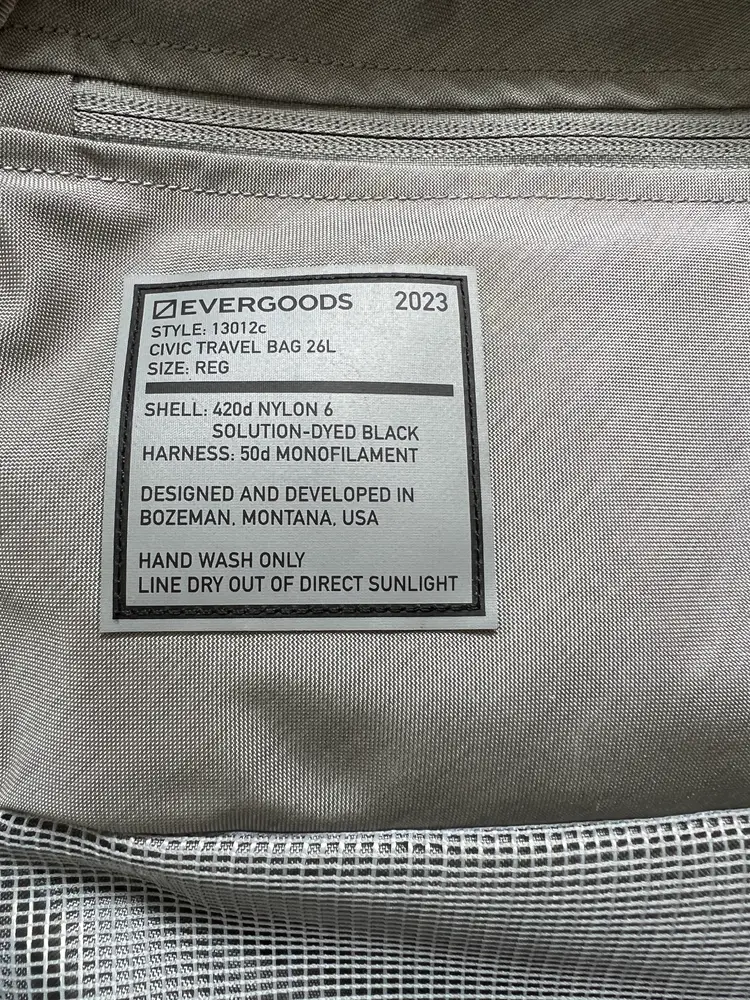 EVERGOODS 2023
STYLE: 13012c
CIVIC TRAVEL BAG 26L
SIZE: REG
SHELL: 420d NYLON 6
SOLUTION-DYED BLACK
HARNESS: 50d MONOFILAMENT
DESIGNED AND DEVELOPED IN
BOZEMAN, MONTANA, USA
HAND WASH ONLY
LINE DRY OUT OF DIRECT SUNLIGHT